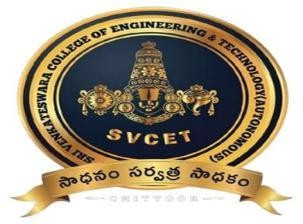 SRI VENKATESWARA COLLEGE OF ENGINEERING & TECHNOLOGY(AUTONOMOUS)
SVCET
సాధనం సర్వత్ర సాధకం
CHITTOOR